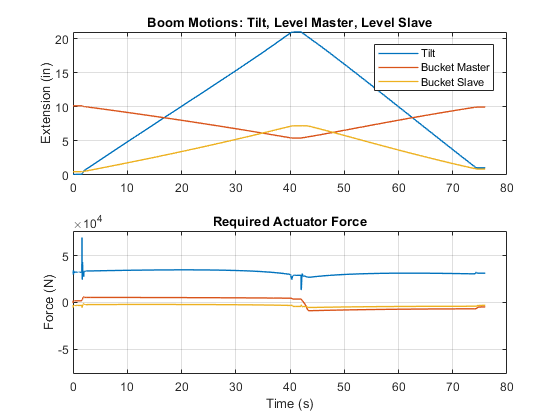 Boom Motions: Tilt, Level Master, Level Slave
Extension (in)
20
15
10
5
0
Tilt
Bucket Master
Bucket Slave
0 10 20 30 40 50 60 70 80
Required Actuator Force
×10⁴
Force (N)
5
0
-5
0 10 20 30 40 50 60 70 80
Time (s)